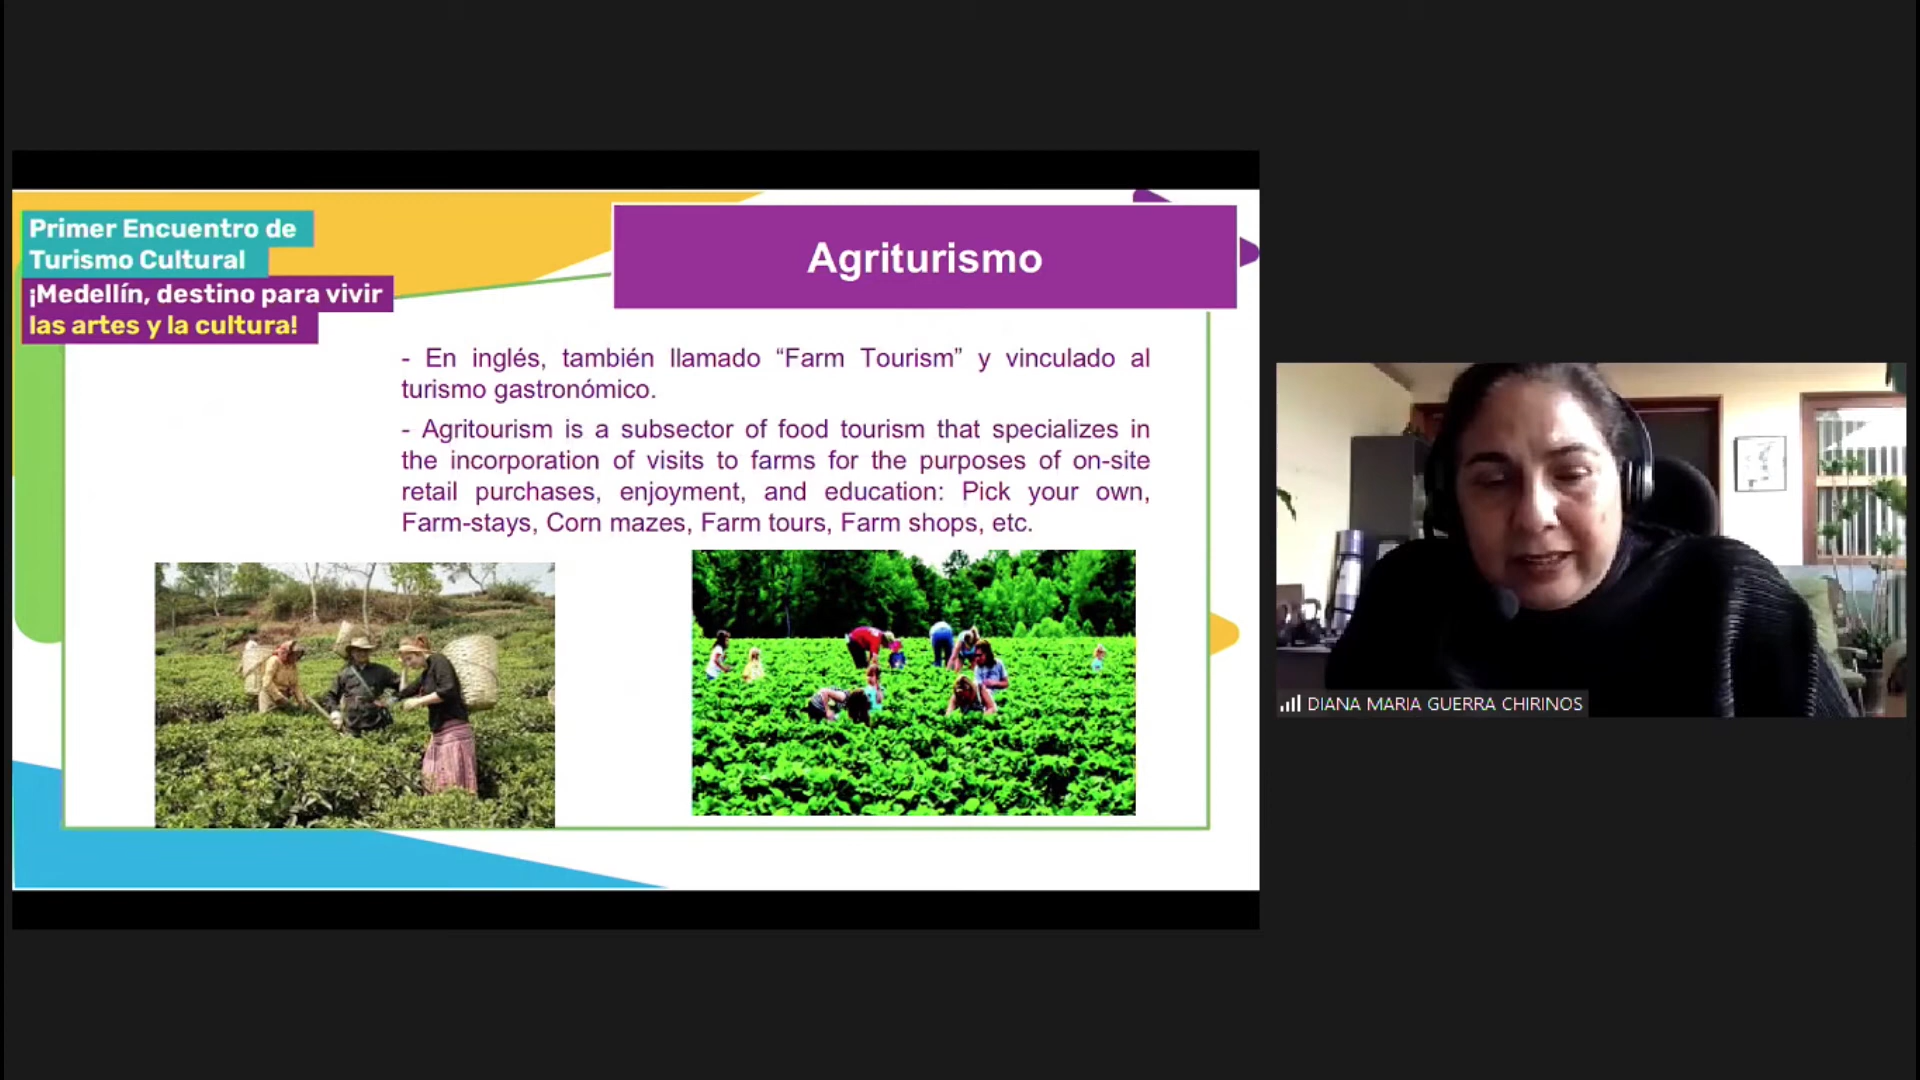 Primer Encuentro de
Turismo Cultural
¡Medellín, destino para vivir
las artes y la cultura!
Agriturismo
- En inglés, también llamado “Farm Tourism” y vinculado al
turismo gastronómico.
- Agritourism is a subsector of food tourism that specializes in
the incorporation of visits to farms for the purposes of on-site
retail purchases, enjoyment, and education: Pick your own,
Farm-stays, Corn mazes, Farm tours, Farm shops, etc.
DIANA MARIA GUERRA CHIRINOS